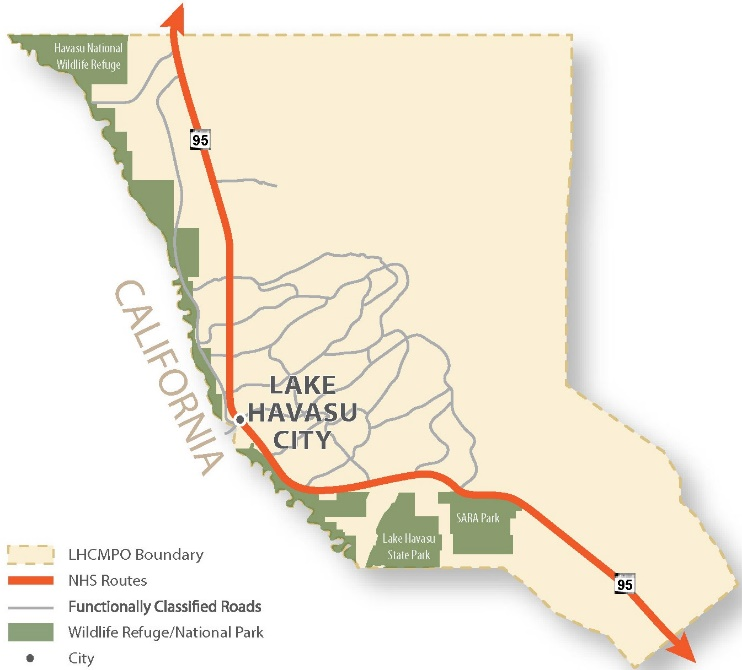 Havasu National
Wildlife Refuge
95
CALIFORNIA
LAKE
HAVASU
CITY
SARA Park
Lake Havasu
State Park
95
LHCMPO Boundary
NHS Routes
Functionally Classified Roads
Wildlife Refuge/National Park
City